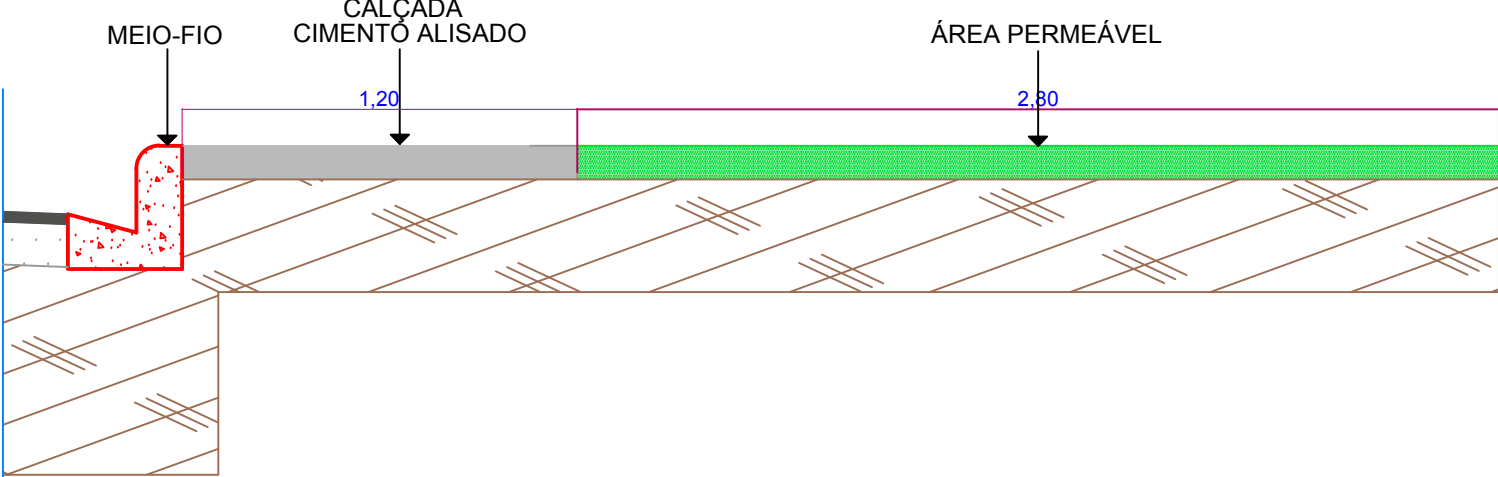 MEIO-FIO
CALÇADA
CIMENTO ALISADO
ÁREA PERMEÁVEL
1,20
2,80